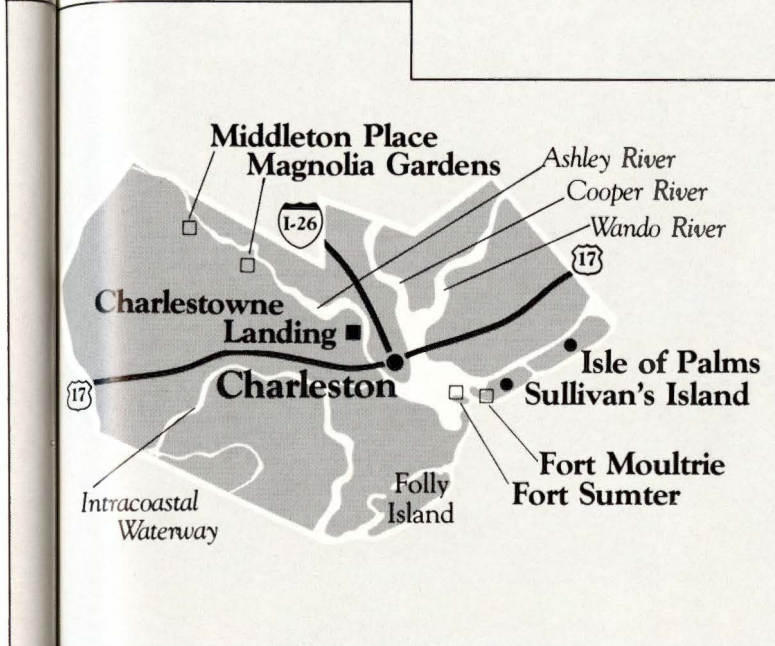 Middleton Place
Magnolia Gardens
Ashley River
Cooper River
Wando River
I-26
17
Charlestowne
Landing
Charleston
17
Isle of Palms
Sullivan's Island
Fort Moultrie
Fort Sumter
Folly
Island
Intracoastal
Waterway